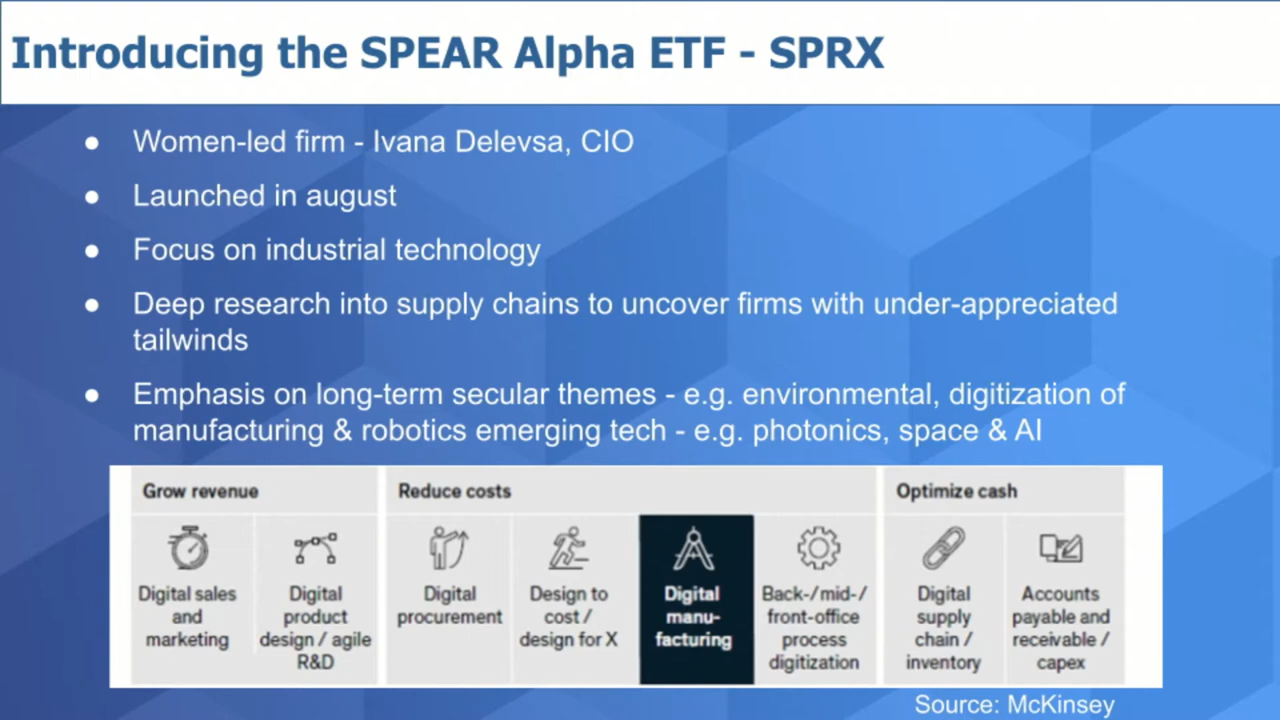 Introducing the SPEAR Alpha ETF - SPRX
● Women-led firm - Ivana Delevsa, CIO
● Launched in august
● Focus on industrial technology
● Deep research into supply chains to uncover firms with under-appreciated
tailwinds
● Emphasis on long-term secular themes - e.g. environmental, digitization of
manufacturing & robotics emerging tech - e.g. photonics, space & AI
Grow revenue
Digital sales
and
marketing
Digital
product
design / agile
R&D
Reduce costs
Digital
procurement
Design to
cost /
design for X
Digital
manu-
facturing
Back-/mid-/
front-office
process
digitization
Optimize cash
Digital
supply
chain /
inventory
Accounts
payable and
receivable /
capex
Source: McKinsey